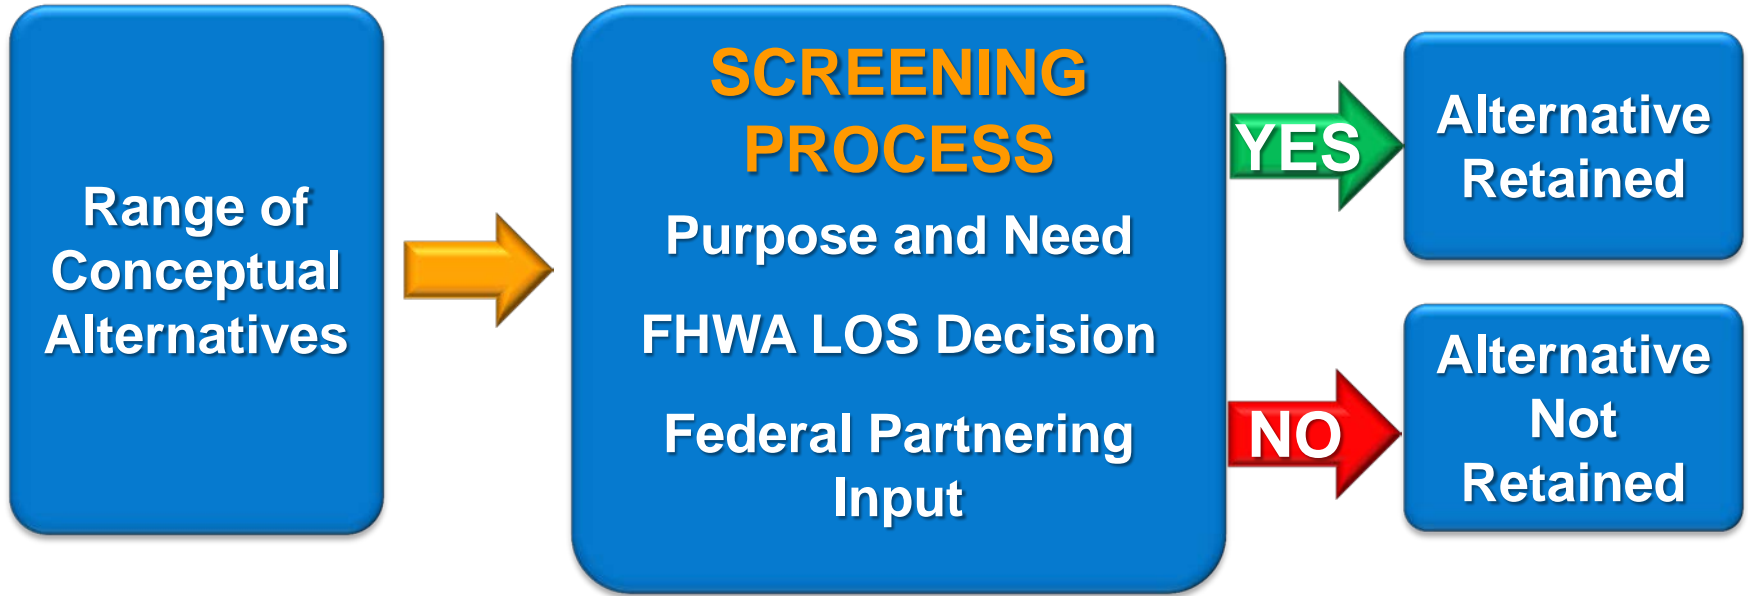 Range of
Conceptual
Alternatives
SCREENING
PROCESS
Purpose and Need
FHWA LOS Decision
Federal Partnering
Input
YES
Alternative
Retained
NO
Alternative
Not
Retained